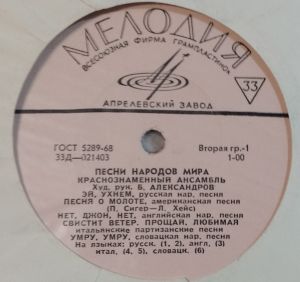 МЕЛОДИЯ
ВСЕСОЮЗНАЯ ФИРМА ГРАМПЛАСТИНОК
33
АПРЕЛЕВСКИЙ ЗАВОД
ГОСТ 5289-68
Вторая гр.-1
33Д—021403
1-00
ПЕСНИ НАРОДОВ МИРА
КРАСНОЗНАМЕННЫЙ АНСАМБЛЬ
Худ. рук. Б. АЛЕКСАНДРОВ
ЭЙ, УХНЕМ, русская нар. песня
ПЕСНЯ О МОЛОТЕ, американская песня
(П. Сигер—Л. Хейс)
НЕТ, ДЖОН, НЕТ, английская нар. песня
СВИСТИТ ВЕТЕР. ПРОЩАЙ, ЛЮБИМАЯ
итальянские партизанские песни
УМРУ, УМРУ, словацкая нар. песня
На языках: русск. (1, 2), англ, (3)
итал, (4, 5), словацк. (6)